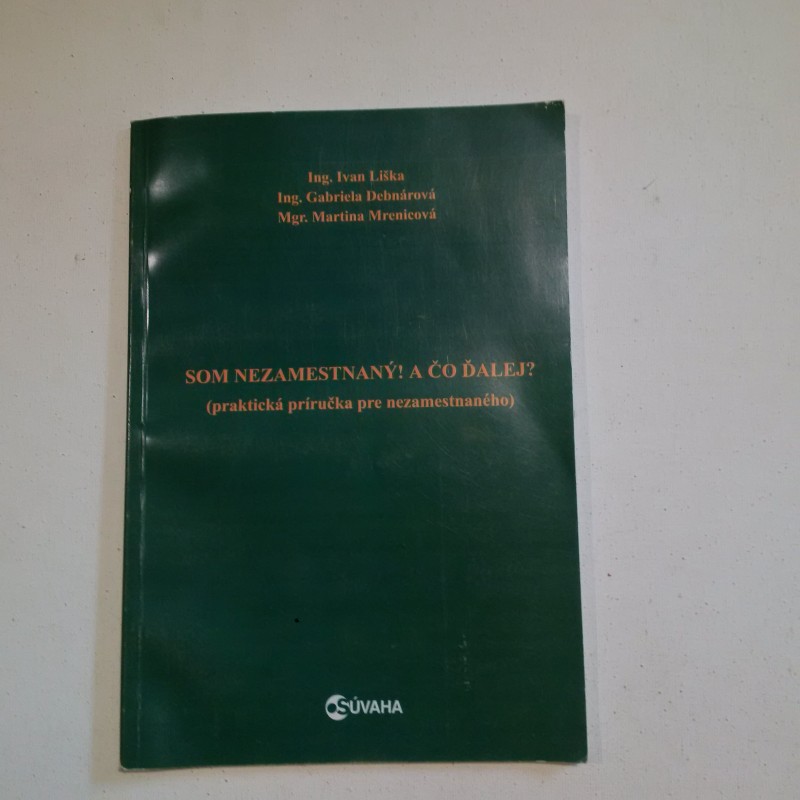 Ing. Ivan Liška
Ing. Gabriela Debnárová
Mgr. Martina Mrenicová
SOM NEZAMESTNANÝ! A ČO ĎALEJ?
(praktická príručka pre nezamestnaného)
SÚVAHA